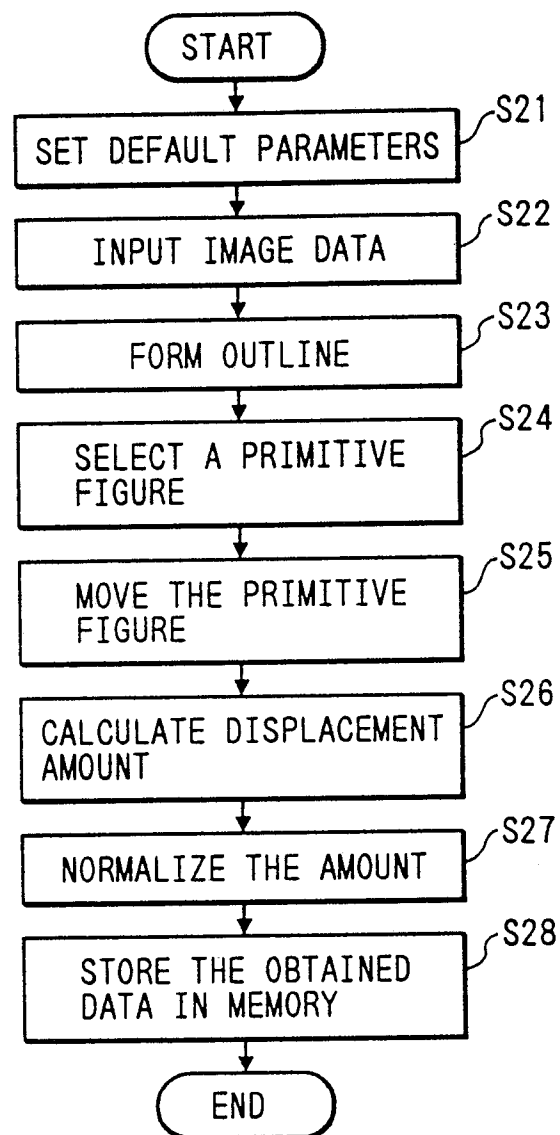 START
S21
SET DEFAULT PARAMETERS
S22
INPUT IMAGE DATA
S23
FORM OUTLINE
S24
SELECT A PRIMITIVE
FIGURE
S25
MOVE THE PRIMITIVE
FIGURE
S26
CALCULATE DISPLACEMENT
AMOUNT
S27
NORMALIZE THE AMOUNT
S28
STORE THE OBTAINED
DATA IN MEMORY
END